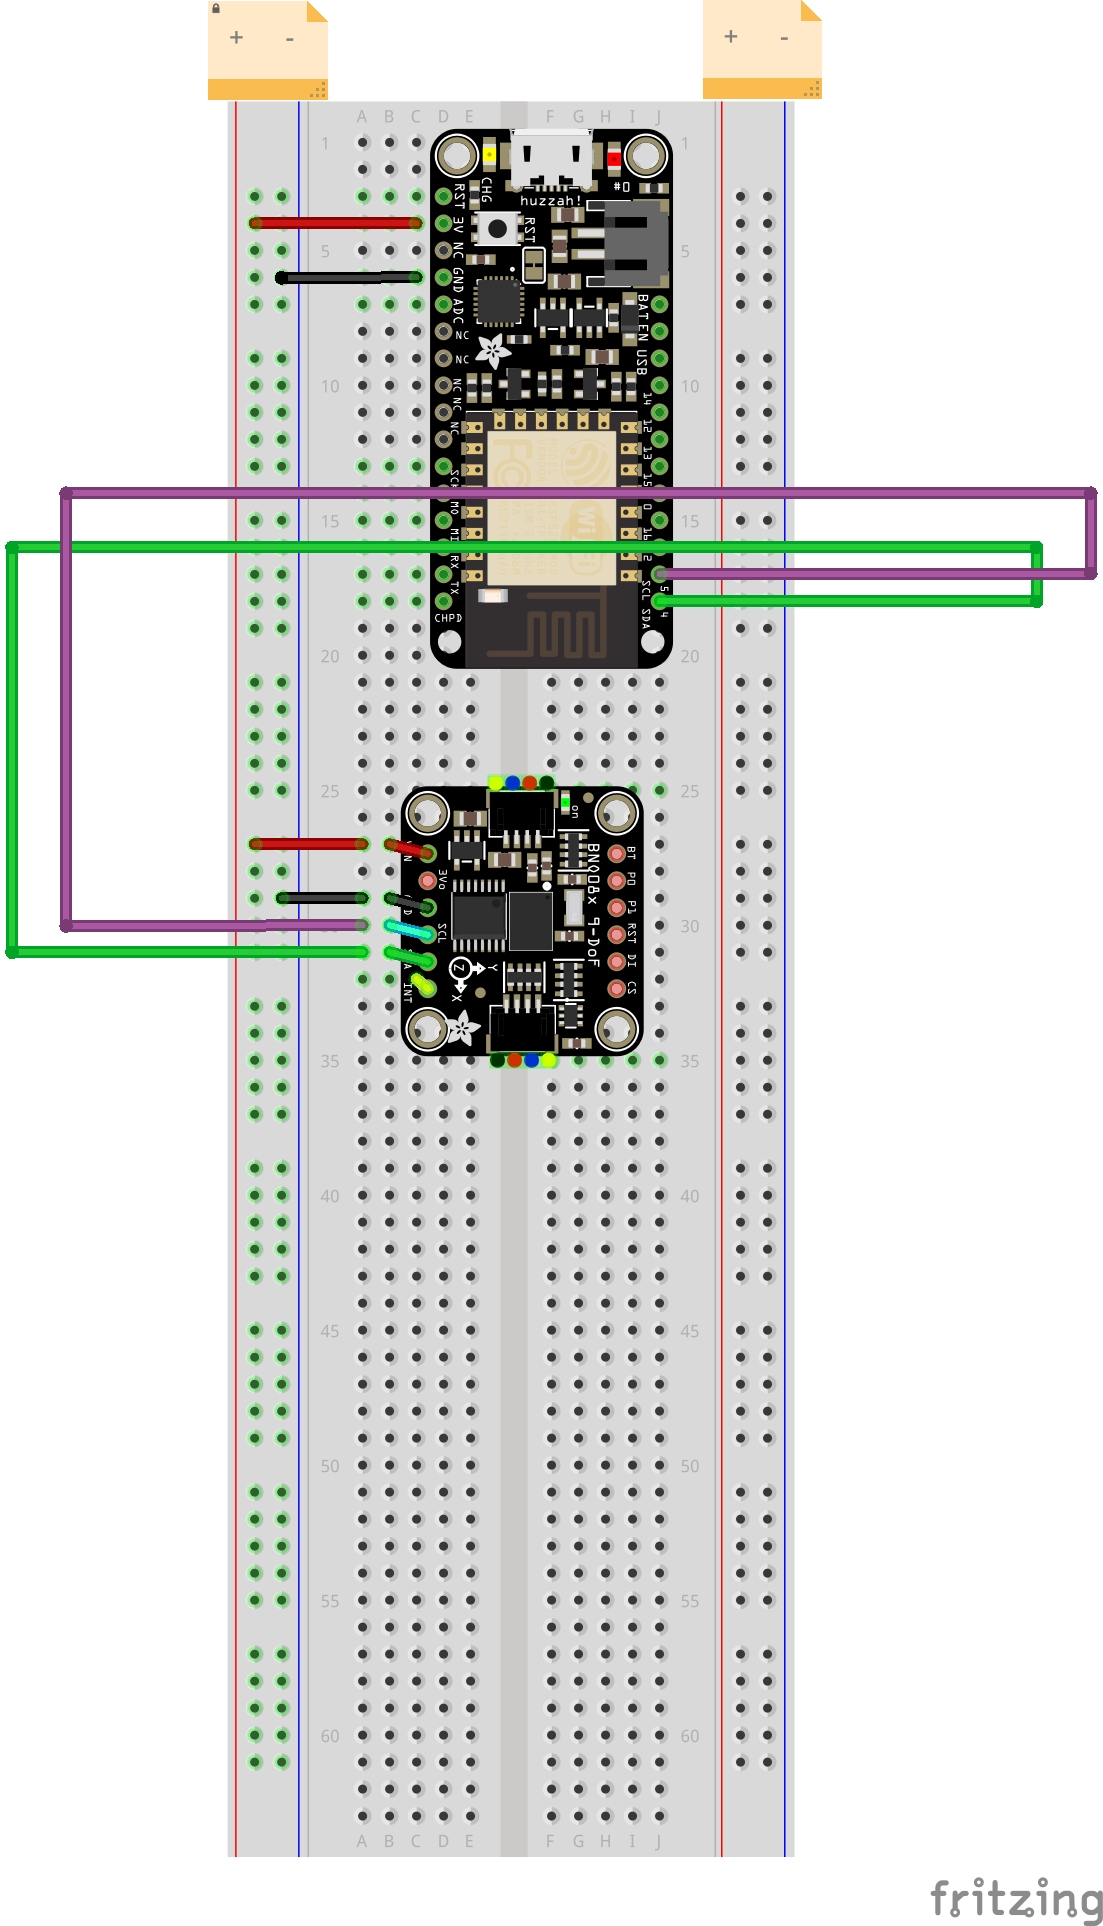 + -
+ -
A B C D E F G H I J
1 1
#0
CHG
RST
huzzah!
3V
RST
5 5
NC
GND
BAT
ADC
EN
NC
USB
NC
10 10
NC
14
NC
12
NC
13
SCK
15
15 15
MO
0
MI
16
RX
2
TX
5
SCL
4
SDA
CHPD
20 20
25 25
on
BNO08x 9-DoF
BT
3Vo
P0
P1
30
SCL
RST
DI
Z Y
X
INT
CS
35 35
40 40
45 45
50 50
55 55
60 60
A B C D E F G H I J
fritzing